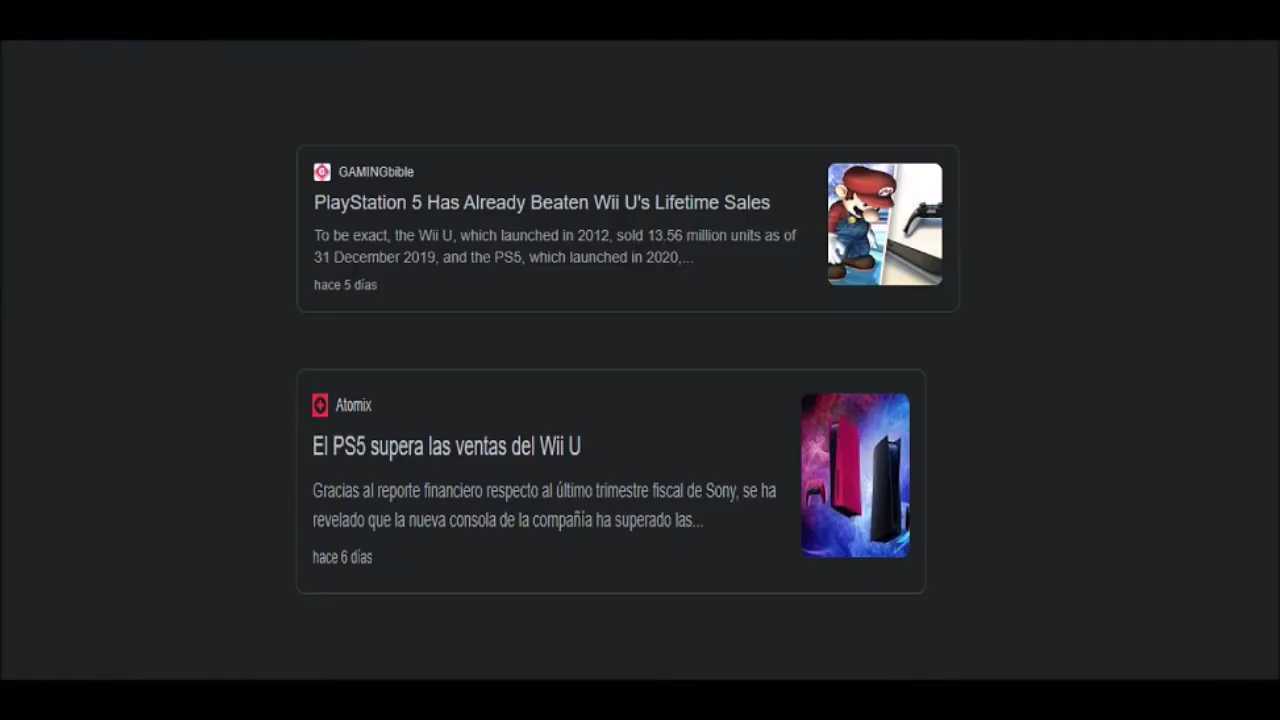 GAMINGbible
PlayStation 5 Has Already Beaten Wii U's Lifetime Sales
To be exact, the Wii U, which launched in 2012, sold 13.56 million units as of
31 December 2019, and the PS5, which launched in 2020,...
hace 5 días
Atomix
El PS5 supera las ventas del Wii U
Gracias al reporte financiero respecto al último trimestre fiscal de Sony, se ha
revelado que la nueva consola de la compañía ha superado las...
hace 6 días